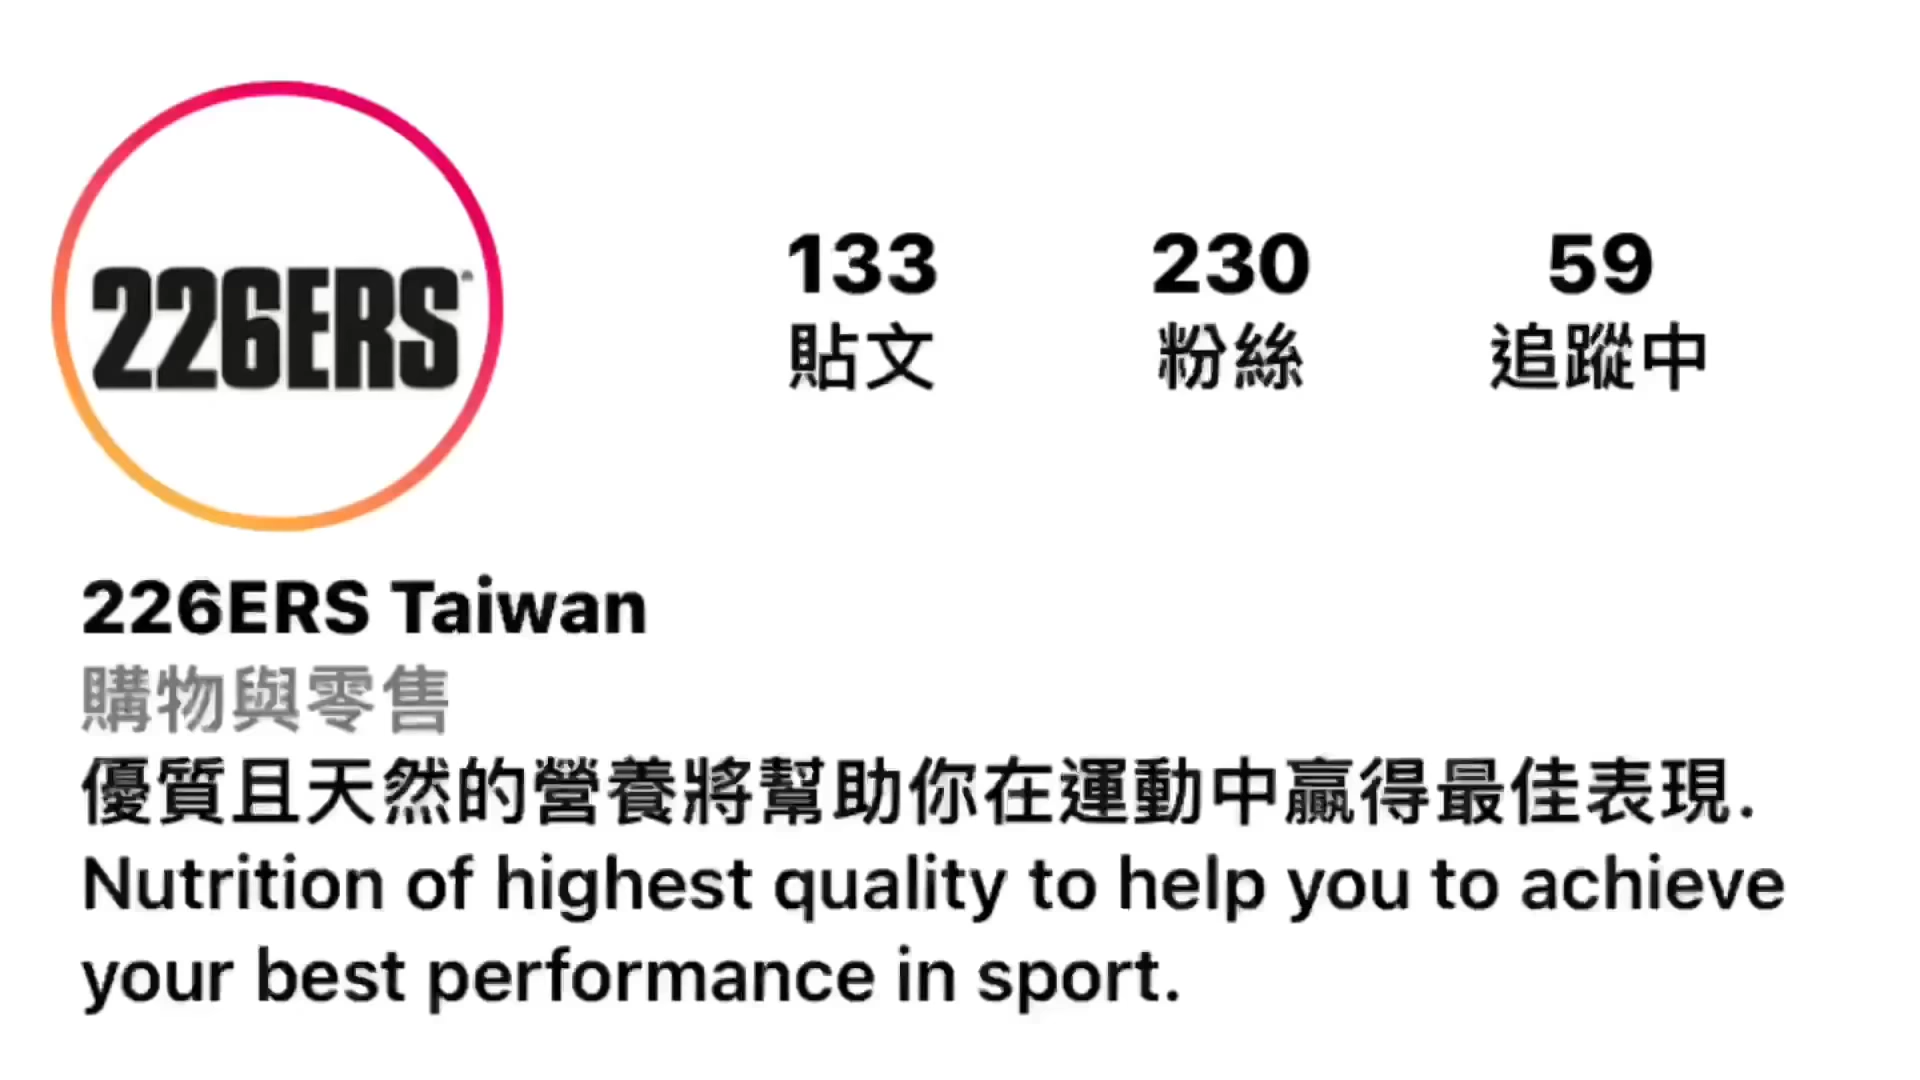 226ERS
133
貼文
230
粉絲
59
追蹤中
226ERS Taiwan
購物與零售
優質且天然的營養將幫助你在運動中贏得最佳表現.
Nutrition of highest quality to help you to achieve
your best performance in sport.